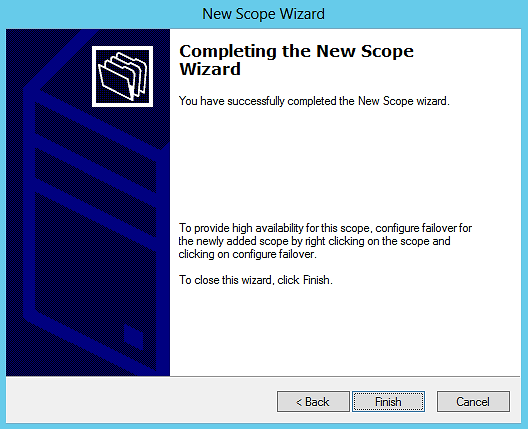 New Scope Wizard
Completing the New Scope
Wizard
You have successfully completed the New Scope wizard.
To provide high availability for this scope, configure failover for
the newly added scope by right clicking on the scope and
clicking on configure failover.
To close this wizard, click Finish.
< Back
Finish
Cancel